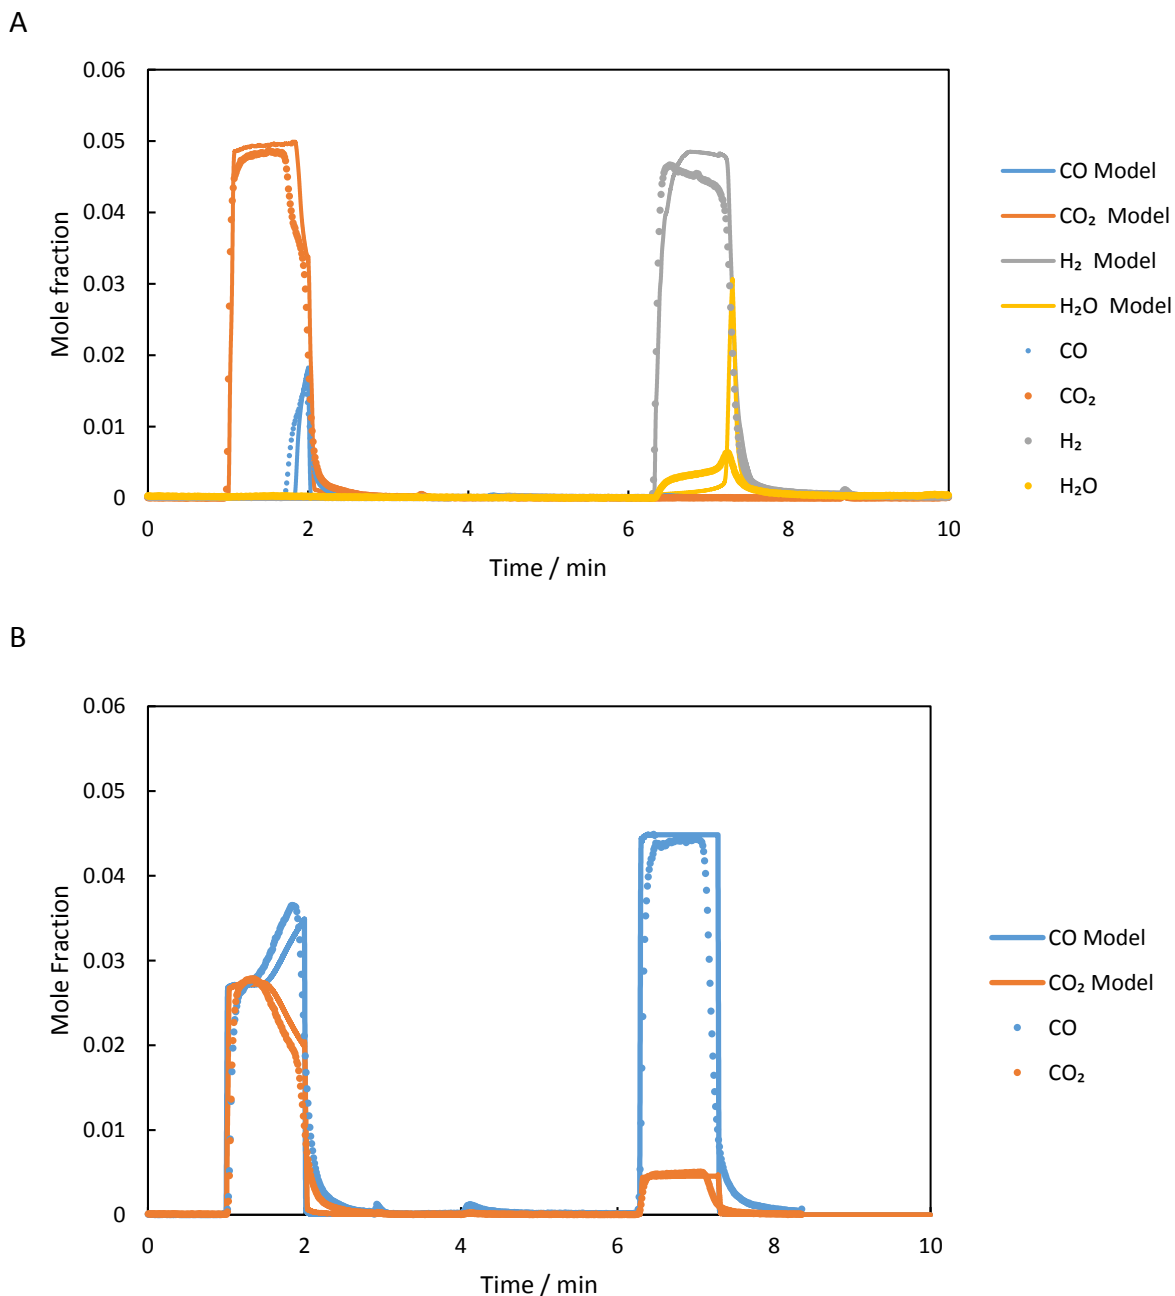 A
0.06
0.05
0.04
0.03
0.02
0.01
0
Mole fraction
0 2 4 6 8 10
Time / min
CO Model
CO₂ Model
H₂ Model
H₂O Model
CO
CO₂
H₂
H₂O
B
0.06
0.05
0.04
0.03
0.02
0.01
0
Mole Fraction
0 2 4 6 8 10
Time / min
CO Model
CO₂ Model
CO
CO₂